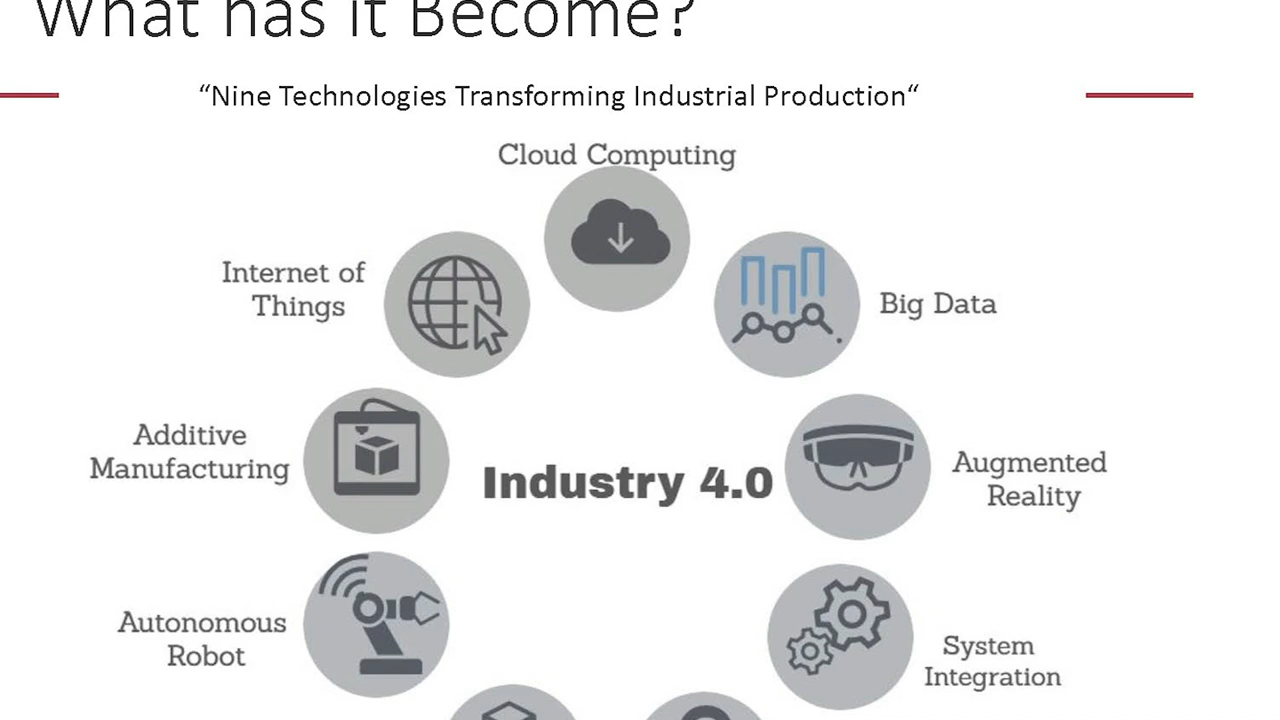 What has it Become?
“Nine Technologies Transforming Industrial Production“
Cloud Computing
Internet of
Things
Big Data
Additive
Manufacturing
Industry 4.0
Augmented
Reality
Autonomous
Robot
System
Integration